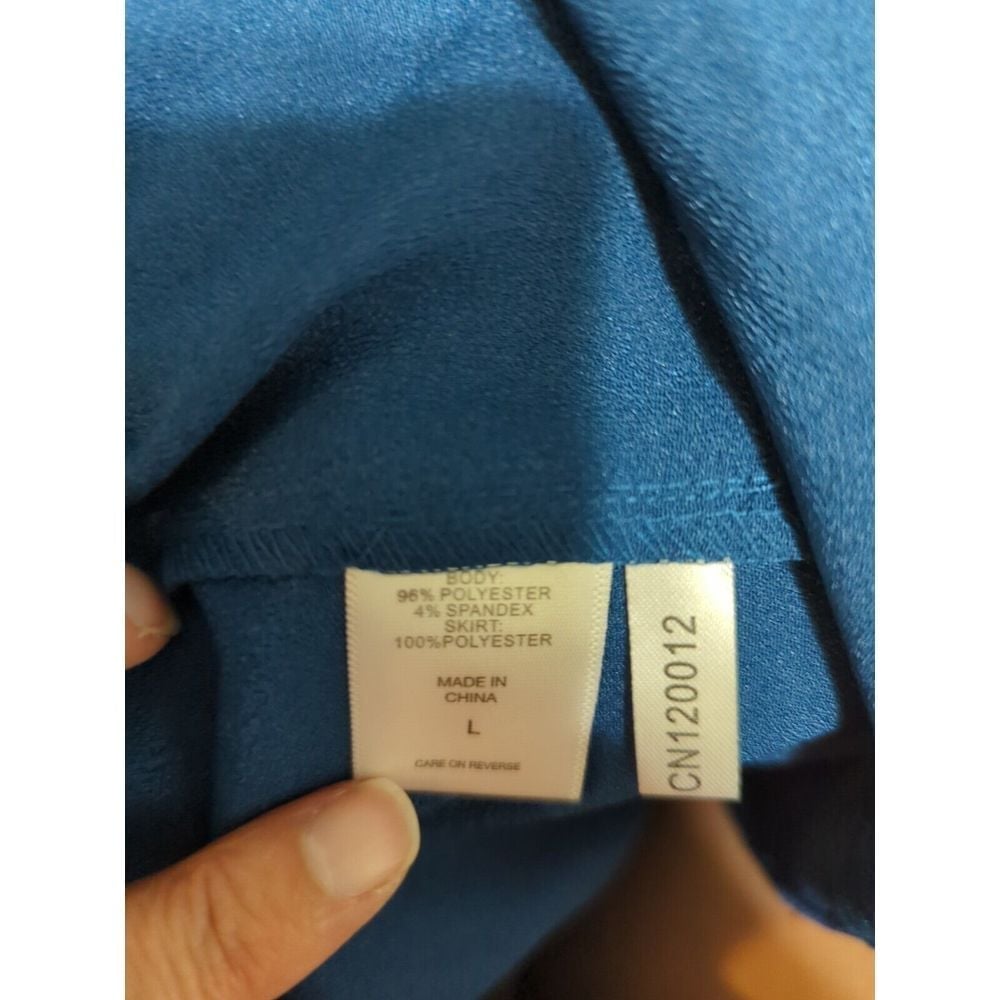 BODY:
96% POLYESTER
4% SPANDEX
SKIRT:
100%POLYESTER
MADE IN
CHINA
L
CARE ON REVERSE
CN120012